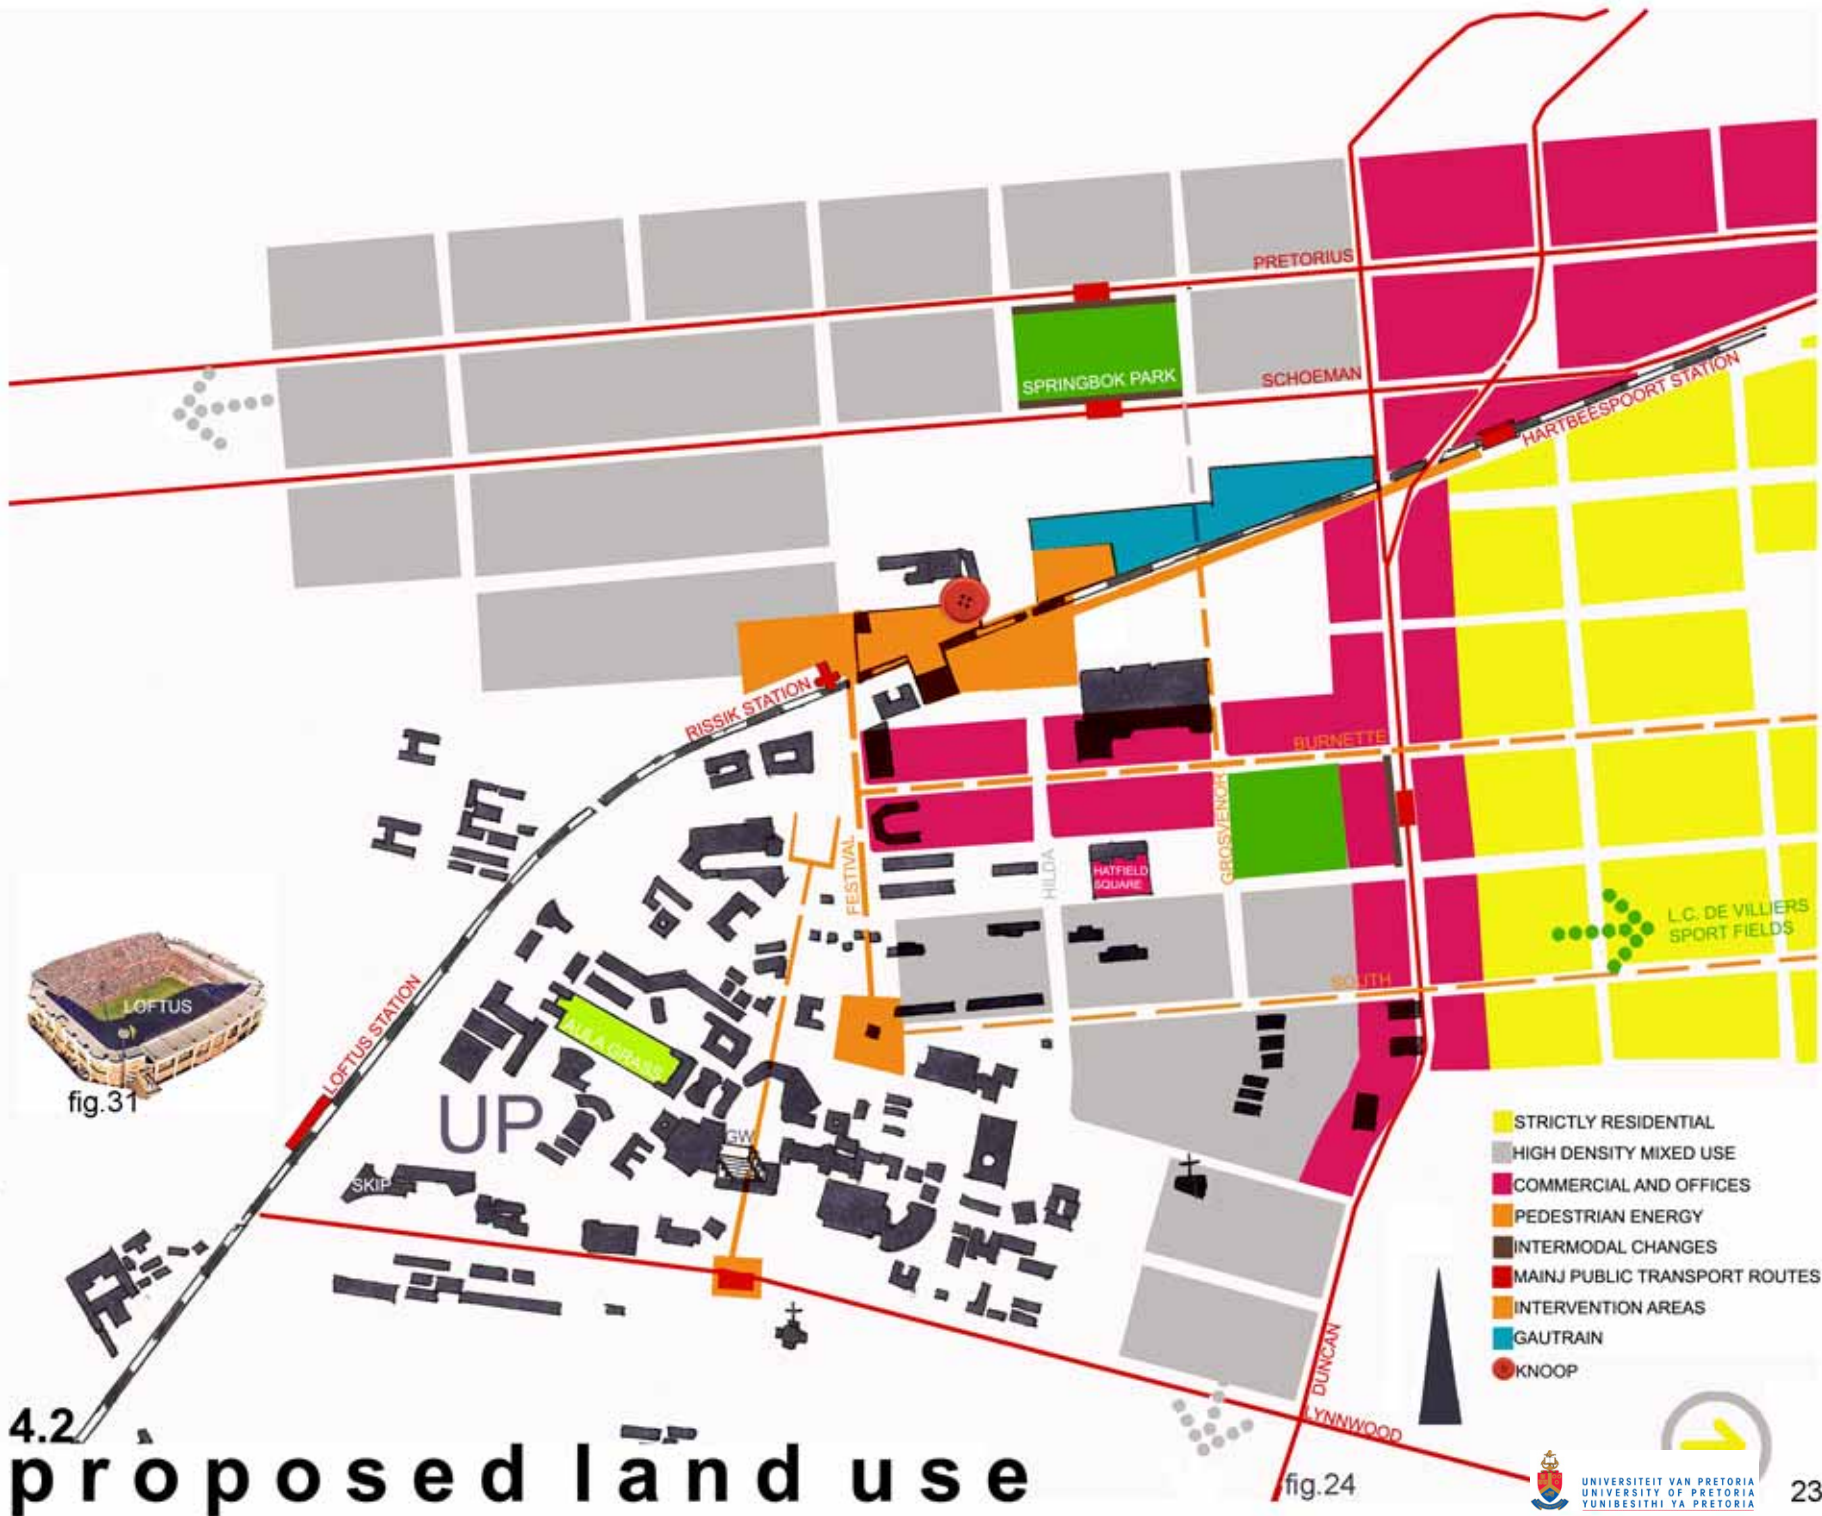 PRETORIUS
SPRINGBOK PARK
SCHOEMAN
HARTBEESPOORT STATION
RISSIK STATION
BURNETTE
GROSVENOR
FESTIVAL
HILDA
HATFIELD
SQUARE
L.C. DE VILLIERS
SPORT FIELDS
SOUTH
LOFTUS
LOFTUS STATION
AULA GRASS
fig.31
UP
GW
SKIP
STRICTLY RESIDENTIAL
HIGH DENSITY MIXED USE
COMMERCIAL AND OFFICES
PEDESTRIAN ENERGY
INTERMODAL CHANGES
MAINJ PUBLIC TRANSPORT ROUTES
INTERVENTION AREAS
GAUTRAIN
KNOOP
DUNCAN
LYNNWOOD
4.2
proposed land use
fig.24
UNIVERSITEIT VAN PRETORIA
UNIVERSITY OF PRETORIA
YUNIBESITHI YA PRETORIA
23